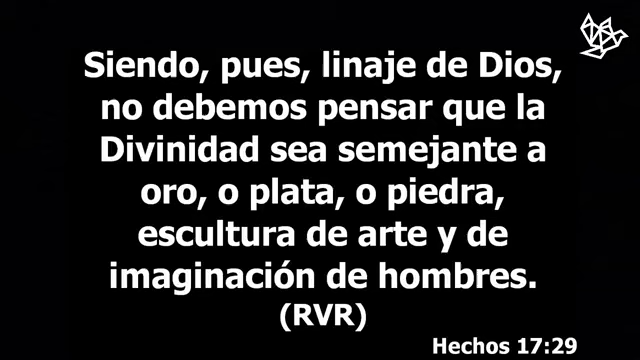 Siendo, pues, linaje de Dios,
no debemos pensar que la
Divinidad sea semejante a
oro, o plata, o piedra,
escultura de arte y de
imaginación de hombres.
(RVR)
Hechos 17:29